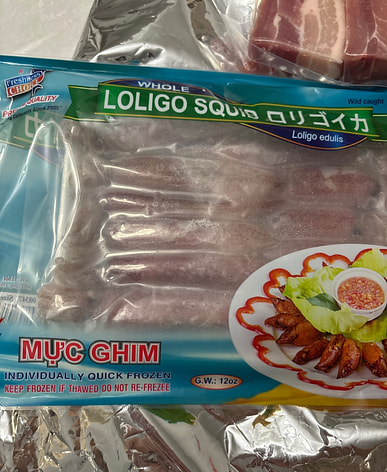 Fresh
CHOICE
WHOLE
LOLIGO SQUID ロリゴイカ
Wild caught
Loligo edulis
MỰC GHIM
INDIVIDUALLY QUICK FROZEN
KEEP FROZEN IF THAWED DO NOT RE-FREEZE
G.W.: 12oz